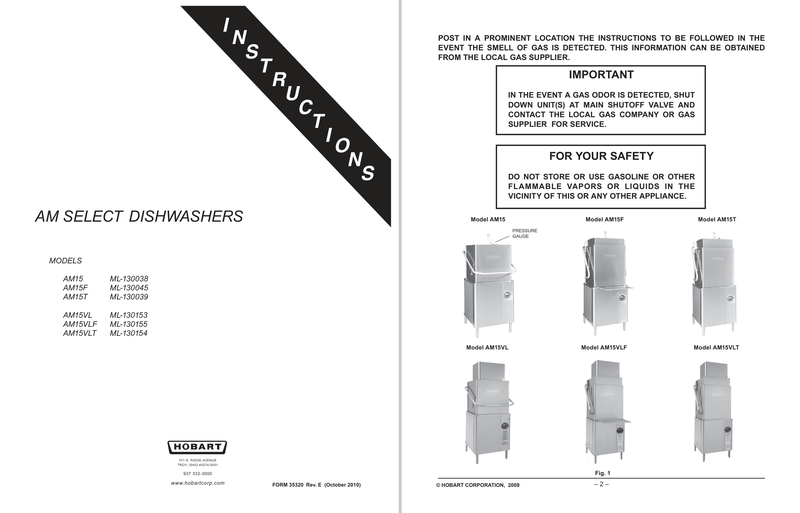 INSTRUCTIONS
AM SELECT DISHWASHERS
MODELS
AM15 ML-130038
AM15F ML-130045
AM15T ML-130039
AM15VL ML-130153
AM15VLF ML-130155
AM15VLT ML-130154
HOBART
701 S. RIDGE AVENUE
TROY, OHIO 45374-0001
937 332-3000
www.hobartcorp.com
FORM 35320 Rev. E (October 2010)
POST IN A PROMINENT LOCATION THE INSTRUCTIONS TO BE FOLLOWED IN THE
EVENT THE SMELL OF GAS IS DETECTED. THIS INFORMATION CAN BE OBTAINED
FROM THE LOCAL GAS SUPPLIER.
IMPORTANT
IN THE EVENT A GAS ODOR IS DETECTED, SHUT
DOWN UNIT(S) AT MAIN SHUTOFF VALVE AND
CONTACT THE LOCAL GAS COMPANY OR GAS
SUPPLIER FOR SERVICE.
FOR YOUR SAFETY
DO NOT STORE OR USE GASOLINE OR OTHER
FLAMMABLE VAPORS OR LIQUIDS IN THE
VICINITY OF THIS OR ANY OTHER APPLIANCE.
Model AM15 Model AM15F Model AM15T
PRESSURE
GAUGE
Model AM15VL Model AM15VLF Model AM15VLT
Fig. 1
© HOBART CORPORATION, 2009 – 2 –